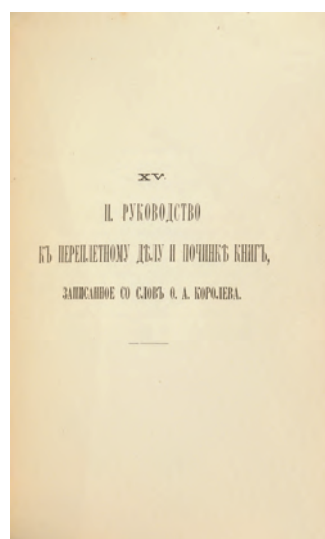 XV.
II. РУКОВОДСТВО
КЪ ПЕРЕПЛЕТНОМУ ДѢЛУ И ПОЧИНКѢ КНИГЪ,
ЗАПИСАННОЕ СО СЛОВЪ О. А. КОРОЛЕВА.